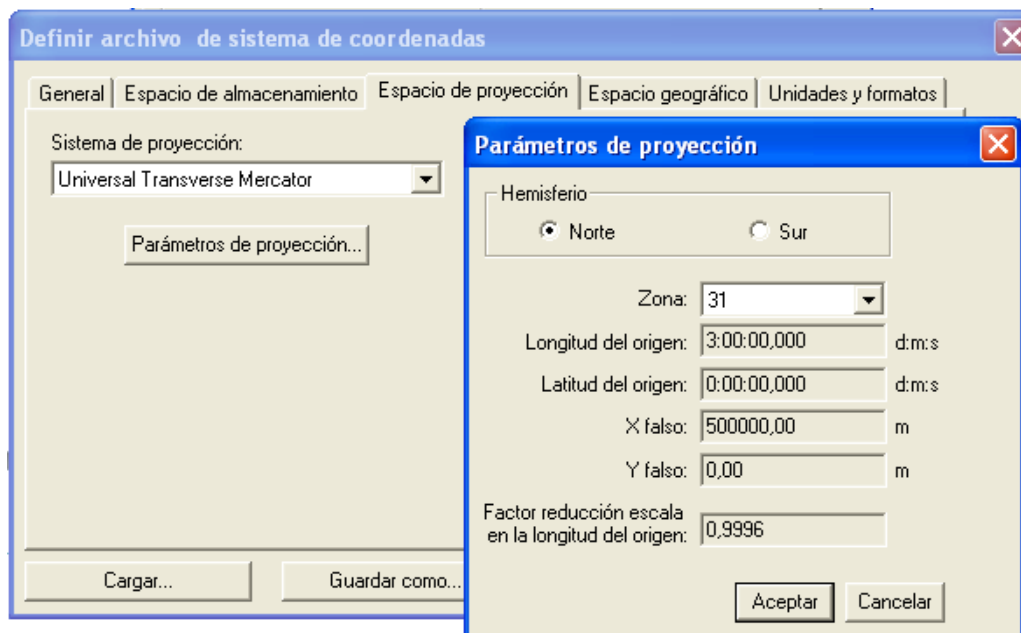 Definir archivo de sistema de coordenadas
General Espacio de almacenamiento Espacio de proyección Espacio geográfico Unidades y formatos
Sistema de proyección:
Universal Transverse Mercator
Parámetros de proyección...
Cargar... Guardar como...
Parámetros de proyección
Hemisferio
Norte Sur
Zona: 31
Longitud del origen: 3:00:00,000 d:m:s
Latitud del origen: 0:00:00,000 d:m:s
X falso: 500000,00 m
Y falso: 0,00 m
Factor reducción escala
en la longitud del origen: 0,9996
Aceptar Cancelar